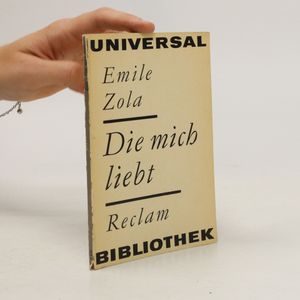 UNIVERSAL
Emile
Zola
Die mich
liebt
Reclam
BIBLIOTHEK